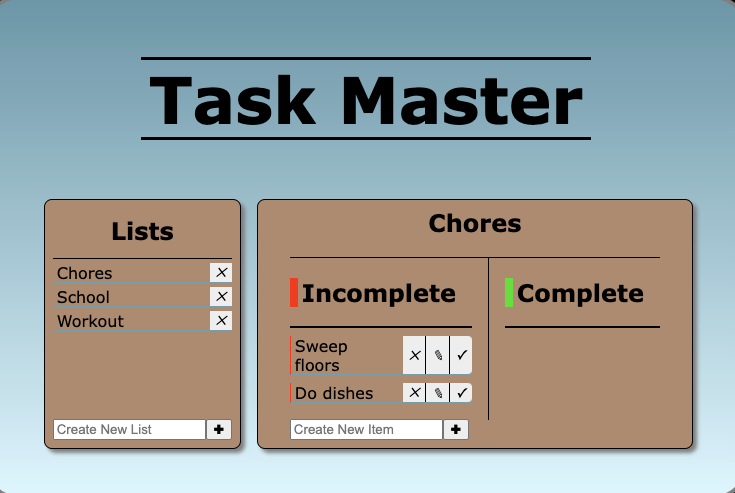 Task Master
Lists
Chores
School
Workout
Create New List
Chores
Incomplete
Sweep
floors
Do dishes
Create New Item
Complete